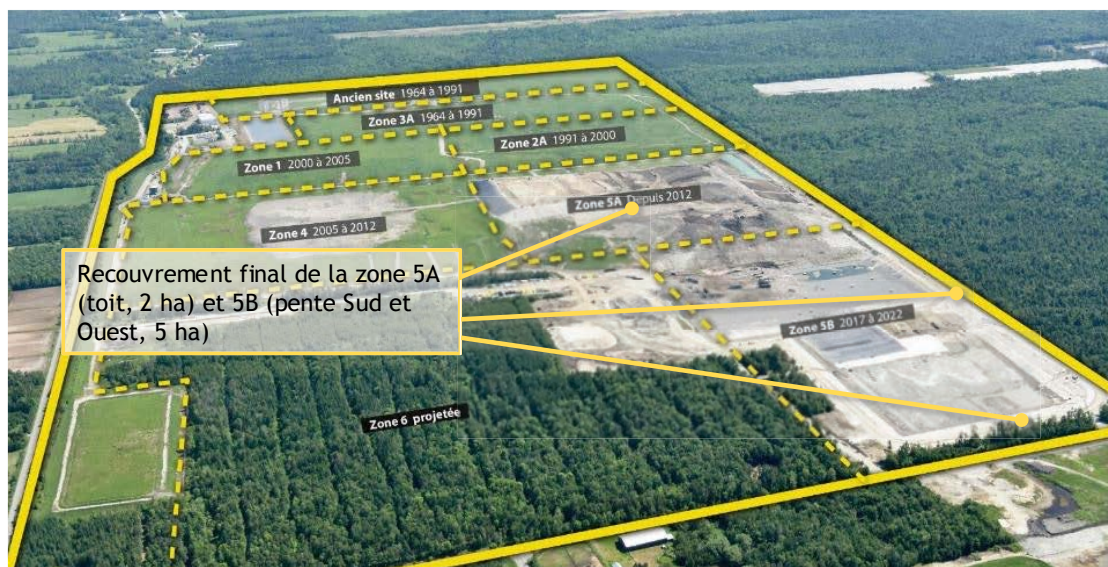 Ancien site 1964 à 1991
Zone 3A 1964 à 1991
Zone 2A 1991 à 2000
Zone 1 2000 à 2005
Zone 5A Depuis 2012
Zone 4 2005 à 2012
Recouvrement final de la zone 5A
(toit, 2 ha) et 5B (pente Sud et
Ouest, 5 ha)
Zone 5B 2017 à 2022
Zone 6 projetée